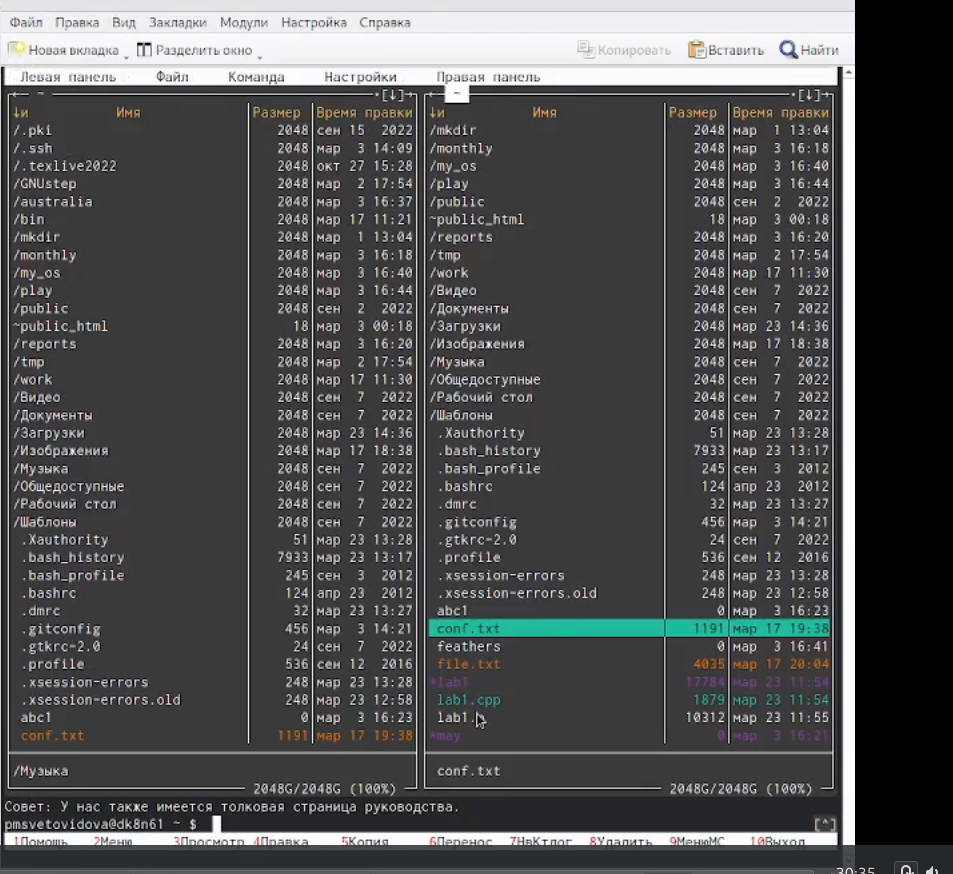 Файл Правка Вид Закладки Модули Настройка Справка
Новая вкладка Разделить окно Копировать Вставить Найти
Левая панель Файл Команда Настройки Правая панель
~ .[↓] ~ .[↓]
↓и Имя Размер Время правки ↓и Имя Размер Время правки
/.pki 2048 сен 15 2022 /mkdir 2048 мар 1 13:04
/.ssh 2048 мар 3 14:09 /monthly 2048 мар 3 16:18
/.texlive2022 2048 окт 27 15:28 /my_os 2048 мар 3 16:40
/GNUstep 2048 мар 2 17:54 /play 2048 мар 3 16:44
/australia 2048 мар 3 16:37 /public 2048 сен 2 2022
/bin 2048 мар 17 11:21 ~public_html 18 мар 3 00:18
/mkdir 2048 мар 1 13:04 /reports 2048 мар 3 16:20
/monthly 2048 мар 3 16:18 /tmp 2048 мар 2 17:54
/my_os 2048 мар 3 16:40 /work 2048 мар 17 11:30
/play 2048 мар 3 16:44 /Видео 2048 сен 7 2022
/public 2048 сен 2 2022 /Документы 2048 сен 7 2022
~public_html 18 мар 3 00:18 /Загрузки 2048 мар 23 14:36
/reports 2048 мар 3 16:20 /Изображения 2048 мар 17 18:38
/tmp 2048 мар 2 17:54 /Музыка 2048 сен 7 2022
/work 2048 мар 17 11:30 /Общедоступные 2048 сен 7 2022
/Видео 2048 сен 7 2022 /Рабочий стол 2048 сен 7 2022
/Документы 2048 сен 7 2022 /Шаблоны 2048 сен 7 2022
/Загрузки 2048 мар 23 14:36 .Xauthority 51 мар 23 13:28
/Изображения 2048 мар 17 18:38 .bash_history 7933 мар 23 13:17
/Музыка 2048 сен 7 2022 .bash_profile 245 сен 3 2012
/Общедоступные 2048 сен 7 2022 .bashrc 124 апр 23 2012
/Рабочий стол 2048 сен 7 2022 .dmrc 32 мар 23 13:27
/Шаблоны 2048 сен 7 2022 .gitconfig 456 мар 3 14:21
.Xauthority 51 мар 23 13:28 .gtkrc-2.0 24 сен 7 2022
.bash_history 7933 мар 23 13:17 .profile 536 сен 12 2016
.bash_profile 245 сен 3 2012 .xsession-errors 248 мар 23 13:28
.bashrc 124 апр 23 2012 .xsession-errors.old 248 мар 23 12:58
.dmrc 32 мар 23 13:27 abc1 0 мар 3 16:23
.gitconfig 456 мар 3 14:21 conf.txt 1191 мар 17 19:38
.gtkrc-2.0 24 сен 7 2022 feathers 0 мар 3 16:41
.profile 536 сен 12 2016 file.txt 4035 мар 17 20:04
.xsession-errors 248 мар 23 13:28 *lab1 17784 мар 23 11:54
.xsession-errors.old 248 мар 23 12:58 lab1.cpp 1879 мар 23 11:54
abc1 0 мар 3 16:23 lab1. 10312 мар 23 11:55
conf.txt 1191 мар 17 19:38 *may 0 мар 3 16:21
/Музыка conf.txt
2048G/2048G (100%) 2048G/2048G (100%)
Совет: У нас также имеется толковая страница руководства.
pmsvetovidova@dk8n61 ~ $ [^]
1Помощь 2Меню 3Просмотр 4Правка 5Копия 6Перенос 7НвКтлог 8Удалить 9МенюМС 10Выход
30:35